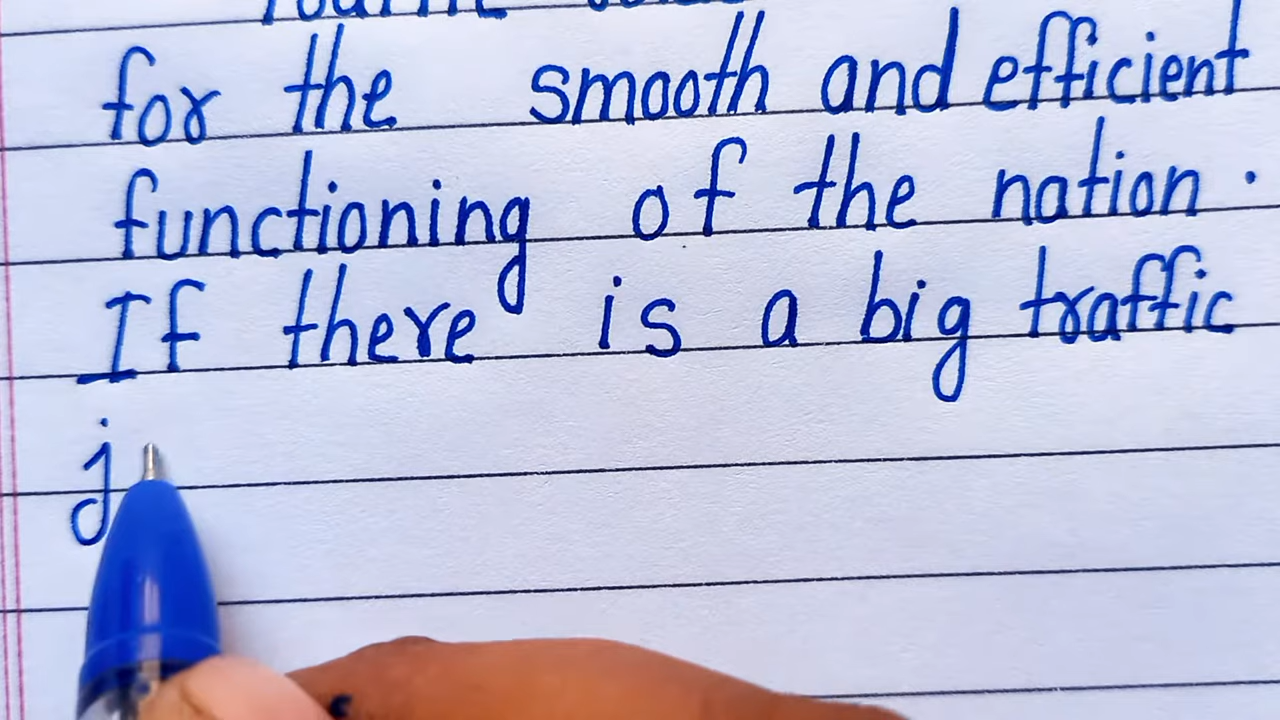 for the smooth and efficient
functioning of the nation.
If there is a big traffic
j